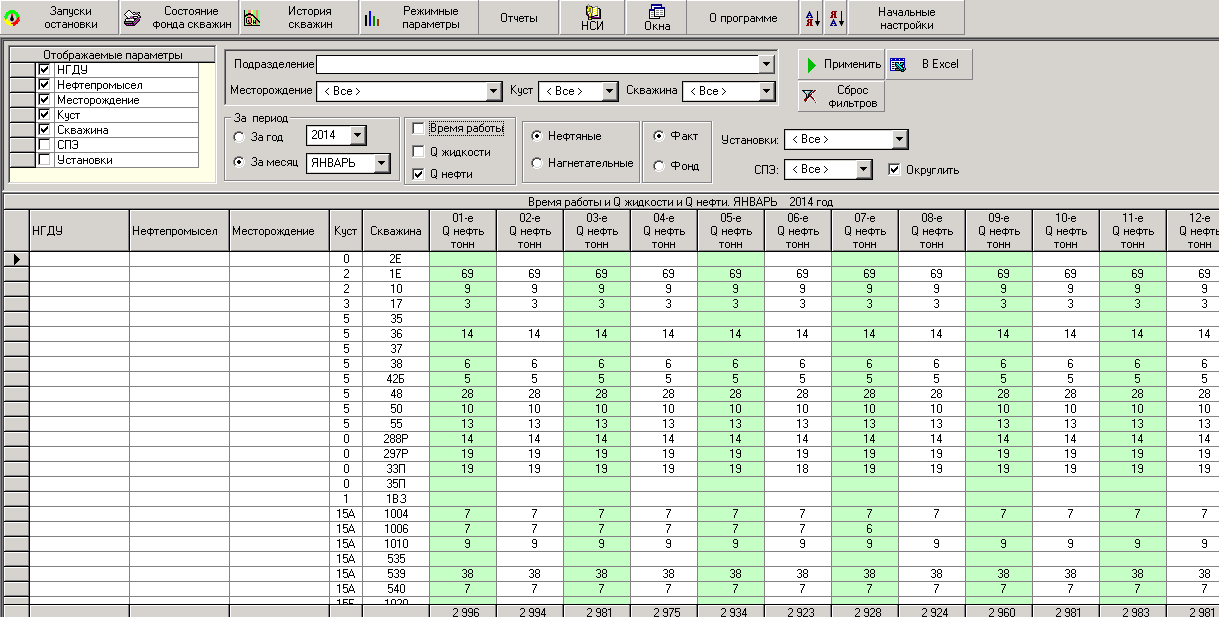 Запуски остановки
Состояние фонда скважин
История скважин
Режимные параметры
Отчеты
НСИ
Окна
О программе
А Я
Я А
Начальные настройки
Отображаемые параметры
НГДУ
Нефтепромысел
Месторождение
Куст
Скважина
СПЭ
Установки
Подразделение
Месторождение < Все > Куст < Все > Скважина < Все >
Применить
В Excel
Сброс фильтров
За период
За год 2014
За месяц ЯНВАРЬ
Время работы
Q жидкости
Q нефти
Нефтяные
Нагнетательные
Факт
Фонд
Установки: < Все >
СПЭ: < Все > Округлить
Время работы и Q жидкости и Q нефти. ЯНВАРЬ 2014 год
НГДУ Нефтепромысел Месторождение Куст Скважина 01-е Q нефть тонн 02-е Q нефть тонн 03-е Q нефть тонн 04-е Q нефть тонн 05-е Q нефть тонн 06-е Q нефть тонн 07-е Q нефть тонн 08-е Q нефть тонн 09-е Q нефть тонн 10-е Q нефть тонн 11-е Q нефть тонн 12-е Q нефть тонн
0 2Е
2 1Е 69 69 69 69 69 69 69 69 69 69 69 69
2 10 9 9 9 9 9 9 9 9 9 9 9 9
3 17 3 3 3 3 3 3 3 3 3 3 3 3
5 35
5 36 14 14 14 14 14 14 14 14 14 14 14 14
5 37
5 38 6 6 6 6 6 6 6 6 6 6 6 6
5 42Б 5 5 5 5 5 5 5 5 5 5 5 5
5 48 28 28 28 28 28 28 28 28 28 28 28 28
5 50 10 10 10 10 10 10 10 10 10 10 10 10
5 55 13 13 13 13 13 13 13 13 13 13 13 13
0 288Р 14 14 14 14 14 14 14 14 14 14 14 14
0 297Р 19 19 19 19 19 19 19 19 19 19 19 19
0 33П 19 19 19 19 19 18 19 19 19 19 19 19
0 35П
1 1ВЗ
15А 1004 7 7 7 7 7 7 7 7 7 7 7 7
15А 1006 7 7 7 7 7 7 6
15А 1010 9 9 9 9 9 9 9 9 9 9 9 9
15А 535
15А 539 38 38 38 38 38 38 38 38 38 38 38 38
15А 540 7 7 7 7 7 7 7 7 7 7 7 7
15Б 1020
2 996 2 994 2 981 2 975 2 934 2 923 2 928 2 924 2 960 2 981 2 983 2 981